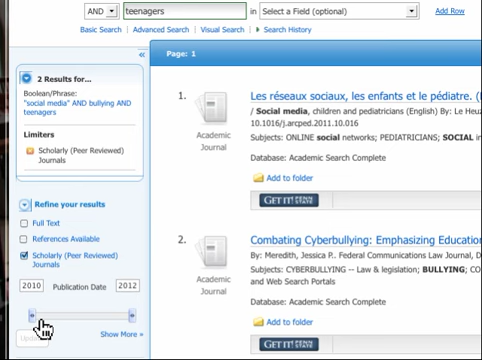 AND teenagers in Select a Field (optional) Add Row
Basic Search Advanced Search Visual Search Search History
Page: 1
2 Results for...
Boolean/Phrase:
"social media" AND bullying AND
teenagers
Limiters
Scholarly (Peer Reviewed)
Journals
Refine your results
Full Text
References Available
Scholarly (Peer Reviewed)
Journals
2010 Publication Date 2012
Show More »
1.
Academic
Journal
Les réseaux sociaux, les enfants et le pédiatre. (
/ Social media, children and pediatricians (English) By: Le Heu
10.1016/j.arcped.2011.10.016
Subjects: ONLINE social networks; PEDIATRICIANS; SOCIAL
Database: Academic Search Complete
Add to folder
GET IT! PENN STATE
2.
Academic
Journal
Combating Cyberbullying: Emphasizing Education
By: Meredith, Jessica P.. Federal Communications Law Journal,
Subjects: CYBERBULLYING -- Law & legislation; BULLYING;
and Web Search Portals
Database: Academic Search Complete
Add to folder
GET IT! PENN STATE